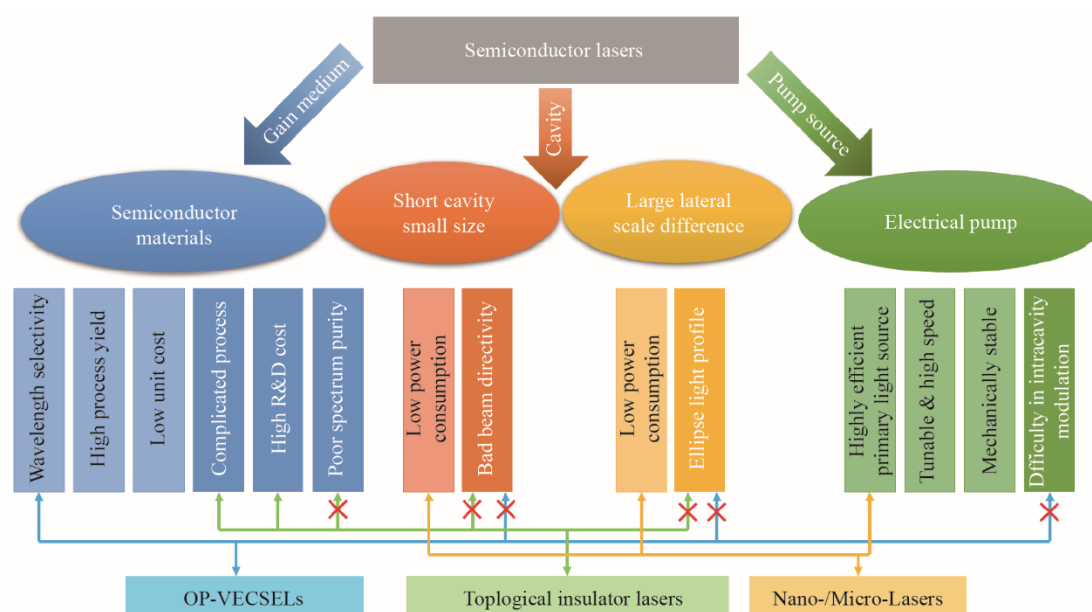 Semiconductor lasers
Gain medium
Cavity
Pump source
Semiconductor
materials
Short cavity
small size
Large lateral
scale difference
Electrical pump
Wavelength selectivity
High process yield
Low unit cost
Complicated process
High R&D cost
Poor spectrum purity
Low power
consumption
Bad beam directivity
Low power
consumption
Ellipse light profile
Highly efficient
primary light source
Tunable & high speed
Mechanically stable
Dfficulty in intracavity
modulation
OP-VECSELs
Toplogical insulator lasers
Nano-/Micro-Lasers